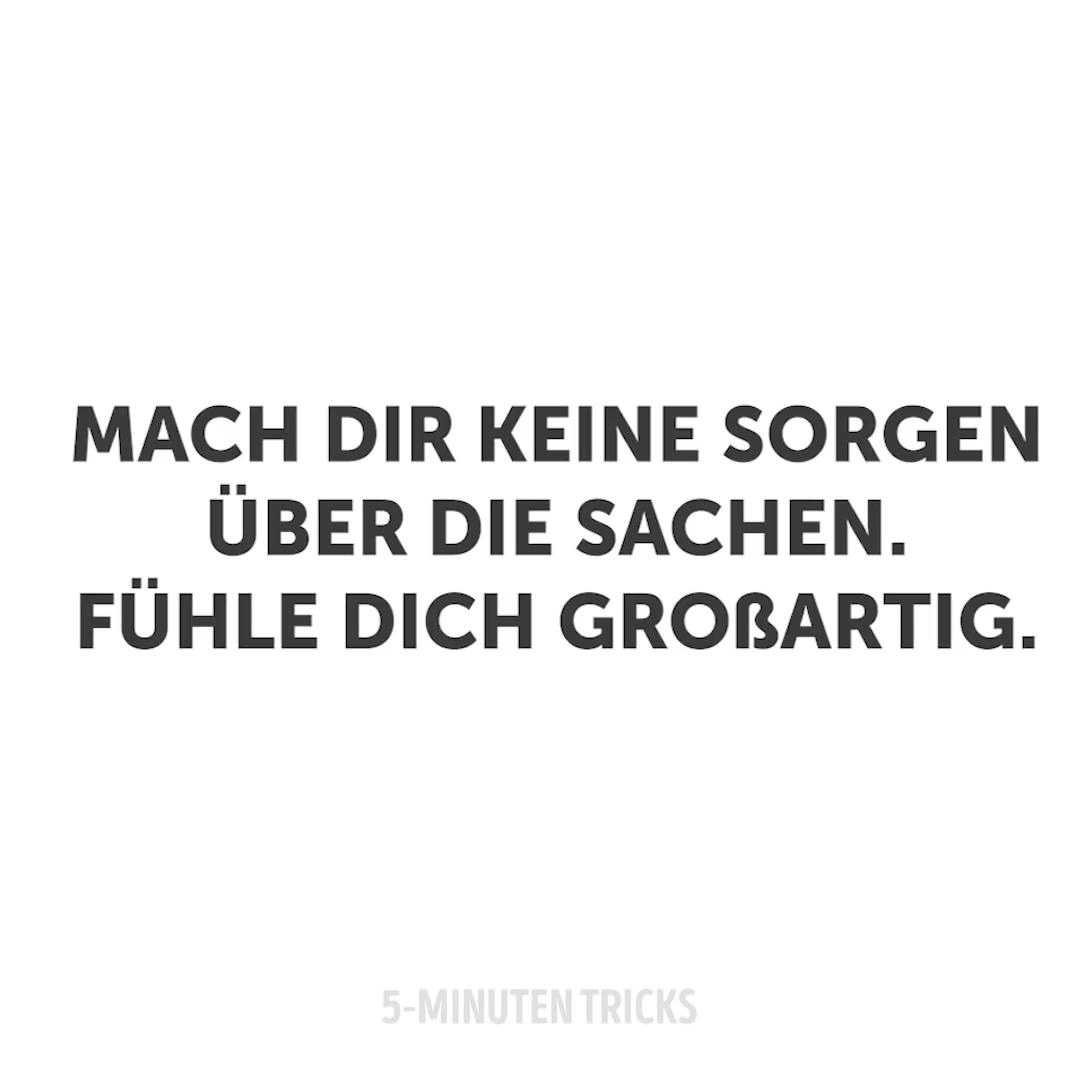 MACH DIR KEINE SORGEN
ÜBER DIE SACHEN.
FÜHLE DICH GROßARTIG.
5-MINUTEN TRICKS